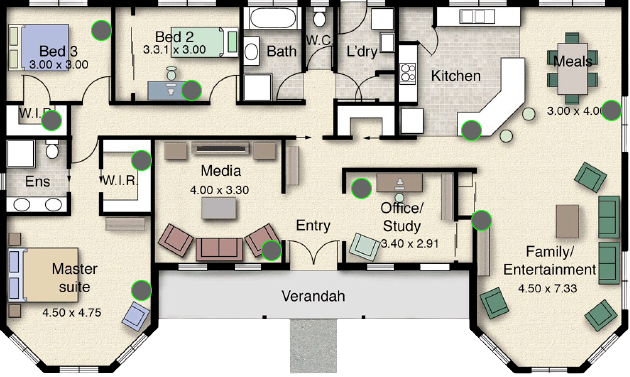 Bed 3
3.00 x 3.00
Bed 2
3.3.1 x 3.00
Bath
W.C
L'dry
Kitchen
Meals
3.00 x 4.00
W.I.R
Ens
W.I.R.
Media
4.00 x 3.30
Entry
Office/
Study
3.40 x 2.91
Family/
Entertainment
4.50 x 7.33
Master
suite
4.50 x 4.75
Verandah